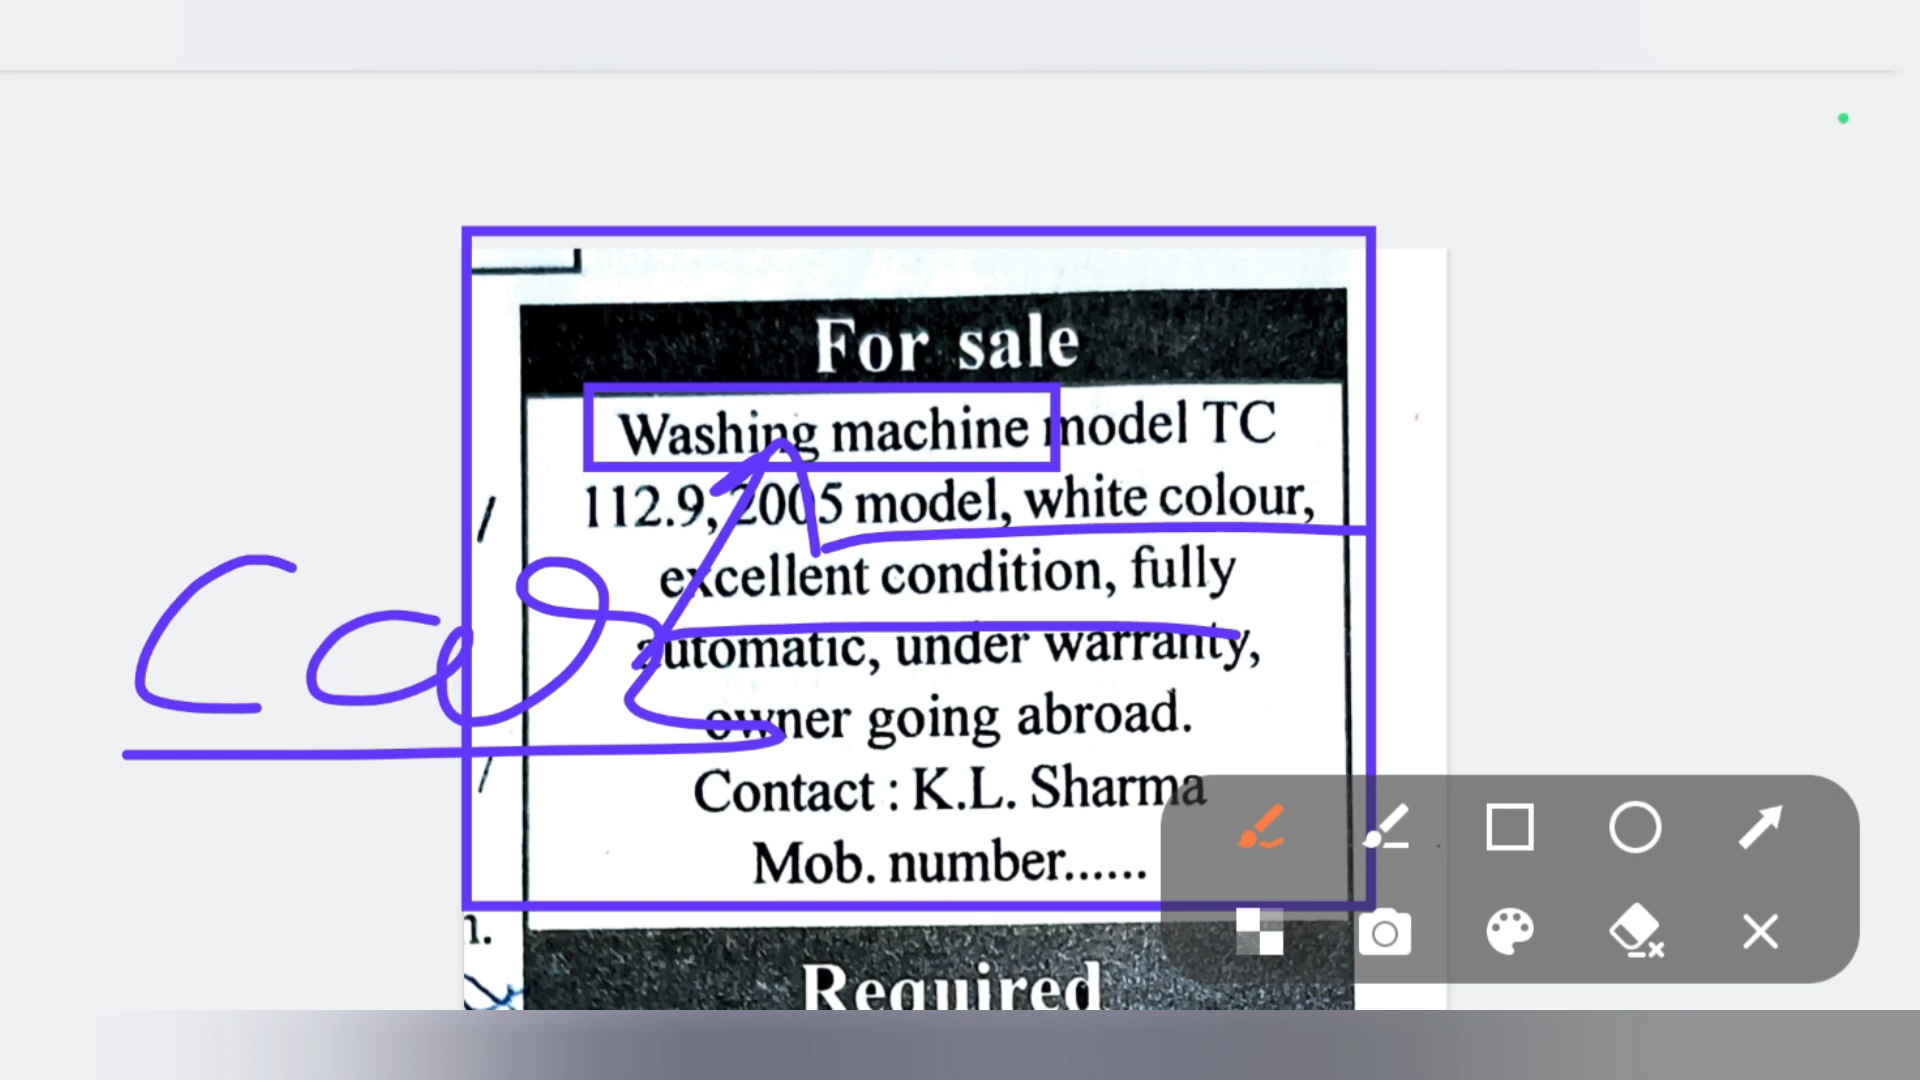 For sale
Washing machine model TC
112.9, 2005 model, white colour,
excellent condition, fully
automatic, under warranty,
owner going abroad.
Contact : K.L. Sharma
Mob. number......
Car
n.
Required